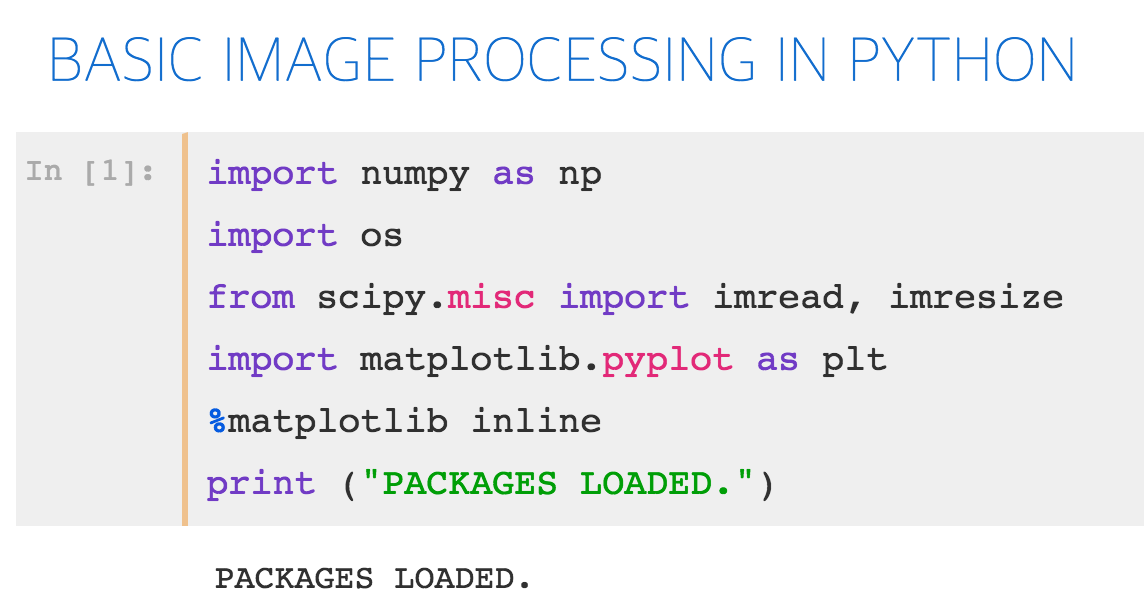 BASIC IMAGE PROCESSING IN PYTHON
In [1]:
import numpy as np
import os
from scipy.misc import imread, imresize
import matplotlib.pyplot as plt
%matplotlib inline
print ("PACKAGES LOADED.")
PACKAGES LOADED.